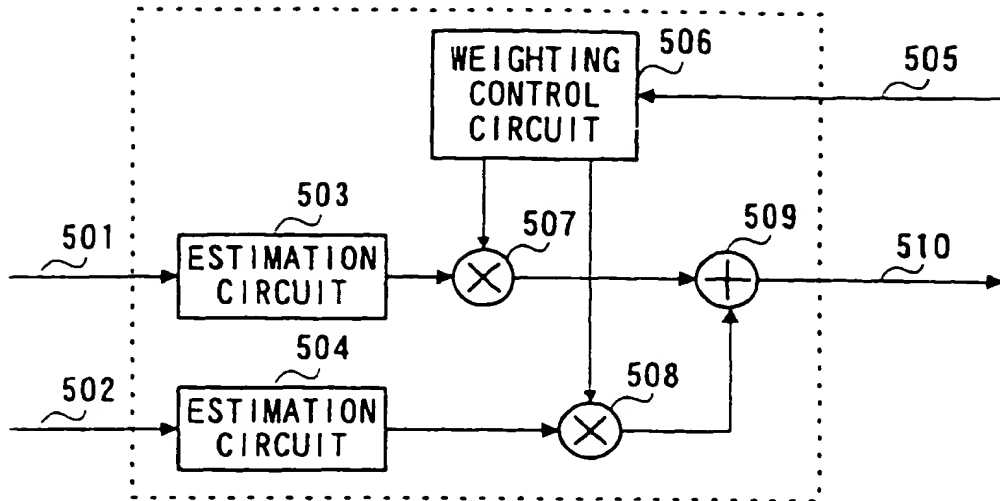 WEIGHTING
CONTROL
CIRCUIT
506
505
503
501
ESTIMATION
CIRCUIT
507
509
510
504
502
ESTIMATION
CIRCUIT
508